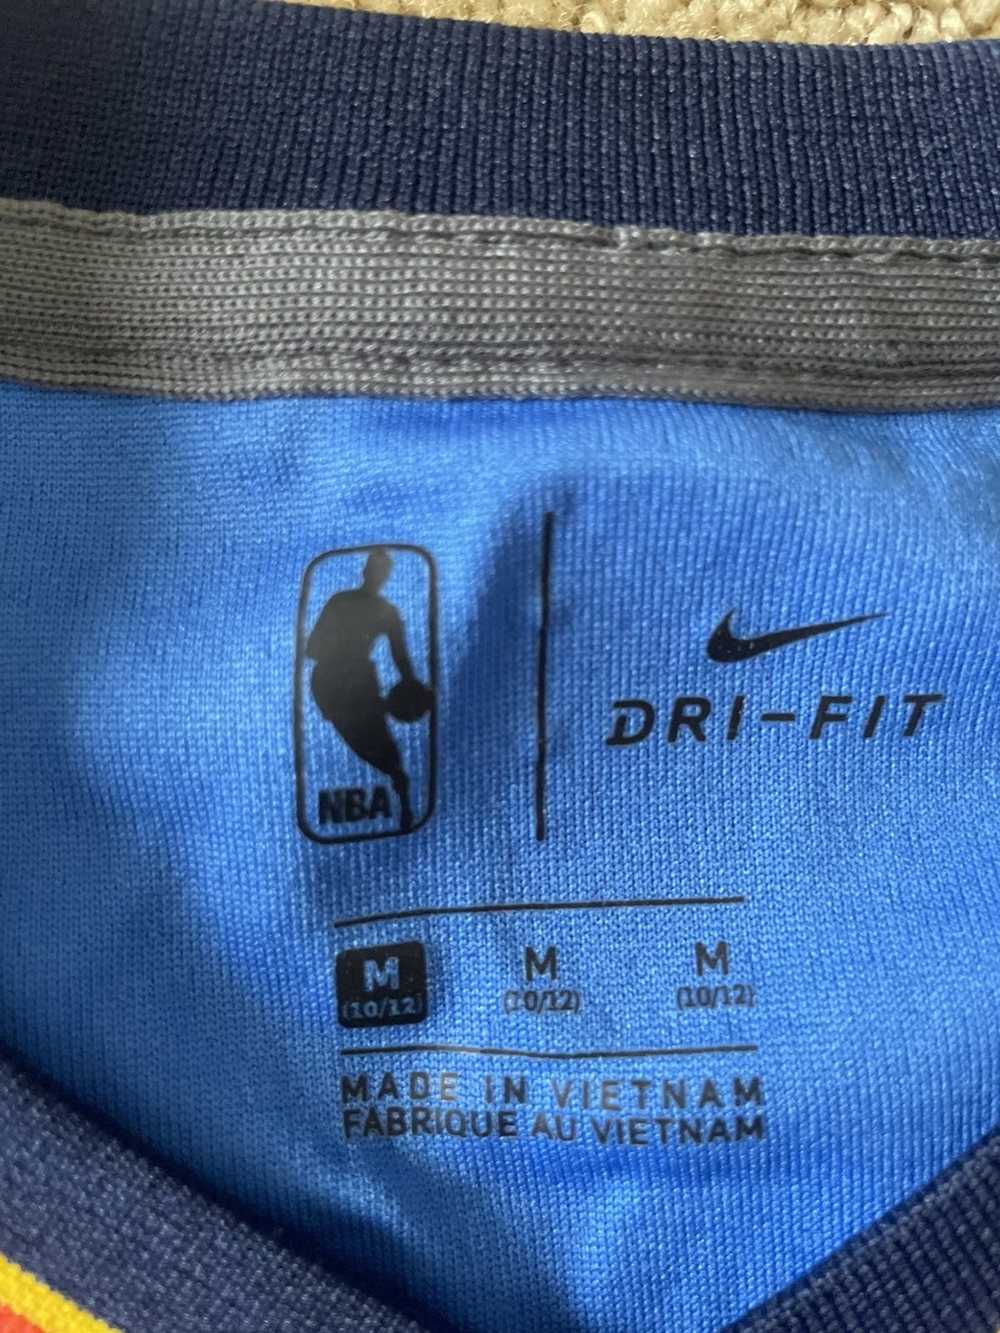 NBA
DRI-FIT
M M M
(10/12) (10/12) (10/12)
MADE IN VIETNAM
FABRIQUE AU VIETNAM